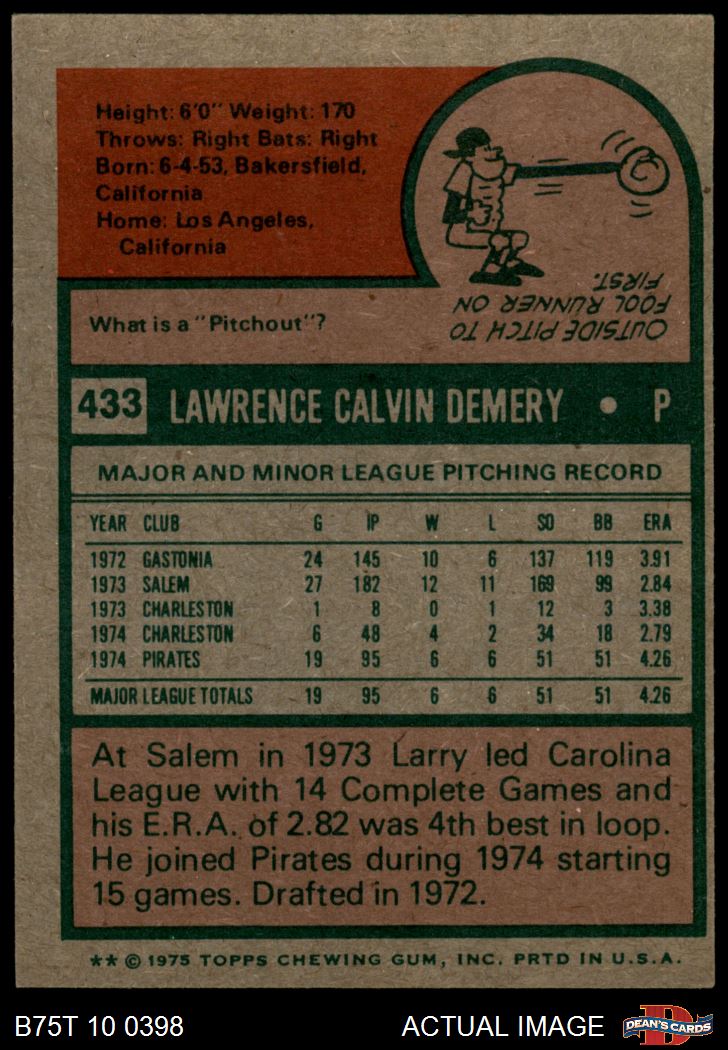 Height: 6'0" Weight: 170
Throws: Right Bats: Right
Born: 6-4-53, Bakersfield,
California
Home: Los Angeles,
California
What is a "Pitchout"?
OUTSIDE PITCH TO
FOOL RUNNER ON
FIRST.
433 LAWRENCE CALVIN DEMERY • P
MAJOR AND MINOR LEAGUE PITCHING RECORD
YEAR CLUB G IP W L SO BB ERA
1972 GASTONIA 24 145 10 6 137 119 3.91
1973 SALEM 27 182 12 11 169 99 2.84
1973 CHARLESTON 1 8 0 1 12 3 3.38
1974 CHARLESTON 6 48 4 2 34 18 2.79
1974 PIRATES 19 95 6 6 51 51 4.26
MAJOR LEAGUE TOTALS 19 95 6 6 51 51 4.26
At Salem in 1973 Larry led Carolina
League with 14 Complete Games and
his E.R.A. of 2.82 was 4th best in loop.
He joined Pirates during 1974 starting
15 games. Drafted in 1972.
** © 1975 TOPPS CHEWING GUM, INC. PRTD IN U.S.A.
B75T 10 0398 ACTUAL IMAGE
D
DEAN'S CARDS